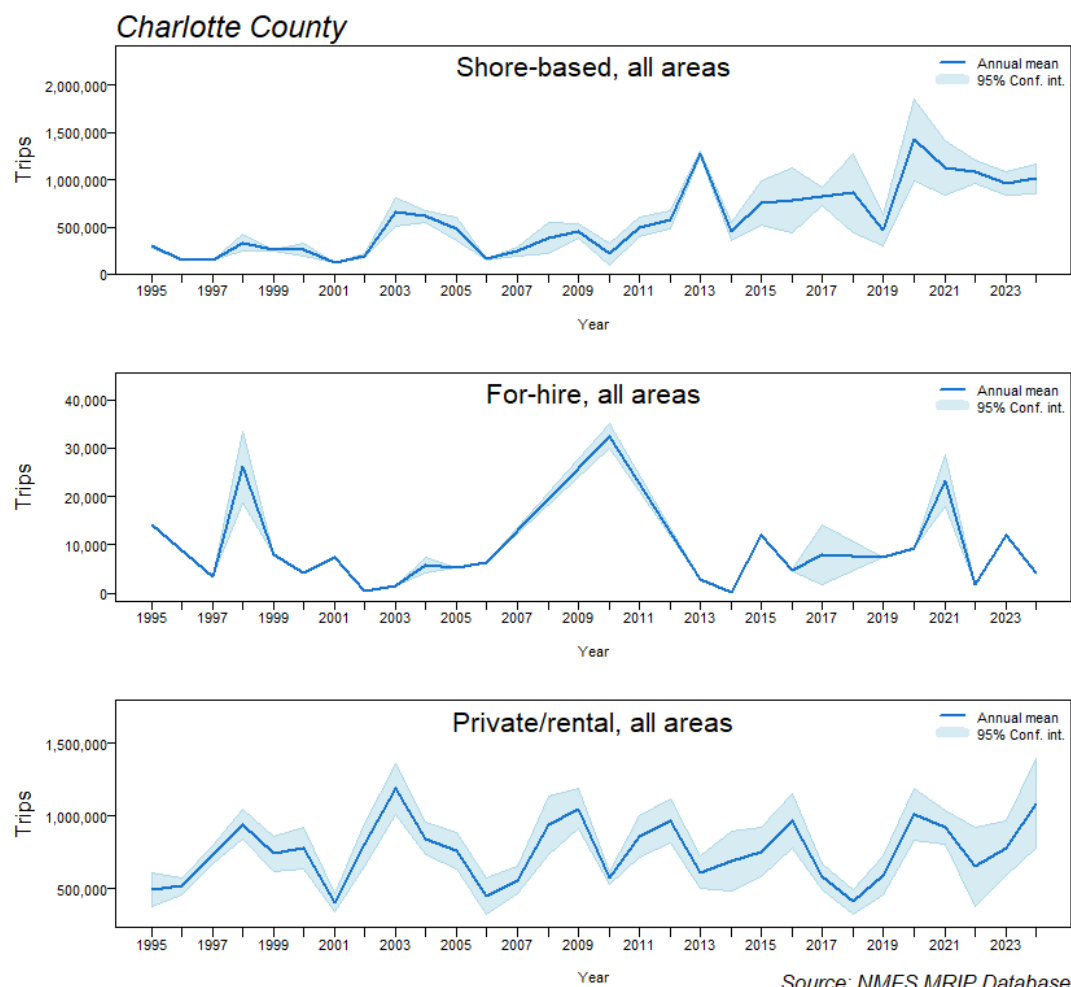 Charlotte County
Shore-based, all areas
Annual mean
95% Conf. int.
Trips
2,000,000
1,500,000
1,000,000
500,000
0
1995 1997 1999 2001 2003 2005 2007 2009 2011 2013 2015 2017 2019 2021 2023
Year
For-hire, all areas
Annual mean
95% Conf. int.
Trips
40,000
30,000
20,000
10,000
0
1995 1997 1999 2001 2003 2005 2007 2009 2011 2013 2015 2017 2019 2021 2023
Year
Private/rental, all areas
Annual mean
95% Conf. int.
Trips
1,500,000
1,000,000
500,000
1995 1997 1999 2001 2003 2005 2007 2009 2011 2013 2015 2017 2019 2021 2023
Year
Source: NMFS MRIP Database